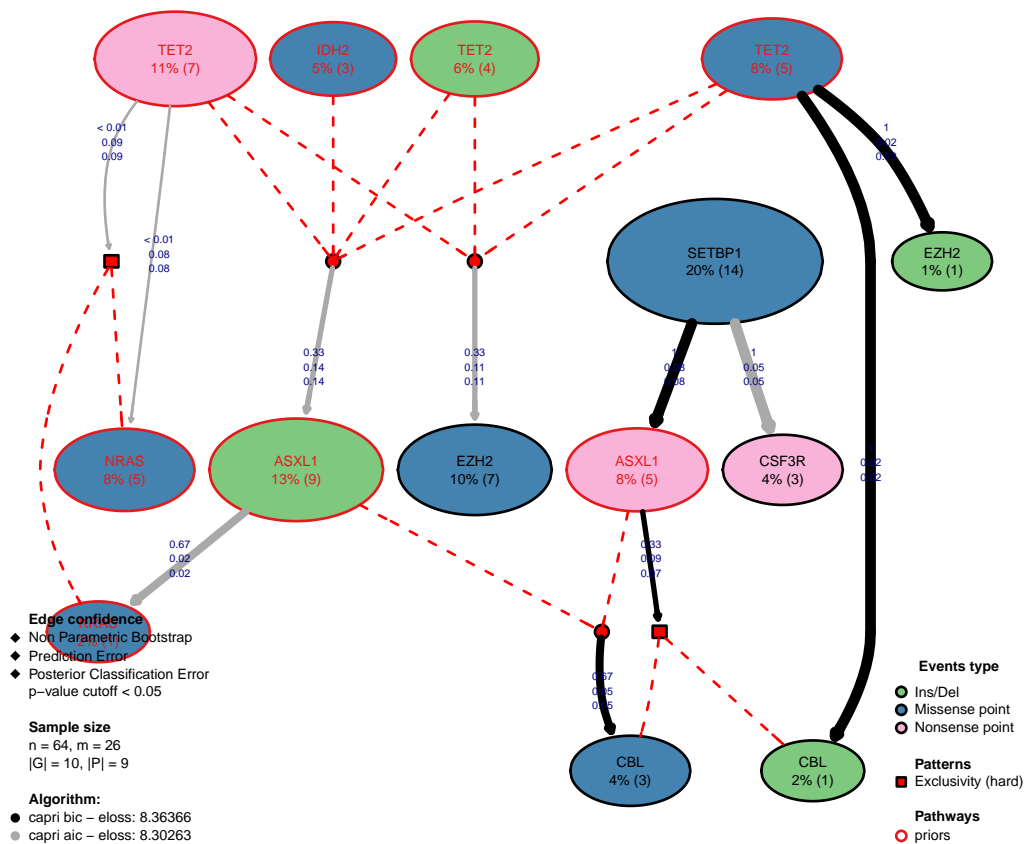 TET2
11% (7)
IDH2
5% (3)
TET2
6% (4)
TET2
8% (5)
< 0.01
0.09
0.09
1
0.02
< 0.01
0.08
0.08
SETBP1
20% (14)
EZH2
1% (1)
0.33
0.14
0.14
0.33
0.11
0.11
1
0.08
0.08
1
0.05
0.05
NRAS
8% (5)
ASXL1
13% (9)
EZH2
10% (7)
ASXL1
8% (5)
CSF3R
4% (3)
0.67
0.02
0.02
0.33
0.09
0.07
KRAS
2% (1)
Edge confidence
Non Parametric Bootstrap
Prediction Error
Posterior Classification Error
p−value cutoff < 0.05
Sample size
n = 64, m = 26
|G| = 10, |P| = 9
Algorithm:
capri bic − eloss: 8.36366
capri aic − eloss: 8.30263
0.67
CBL
4% (3)
CBL
2% (1)
Events type
Ins/Del
Missense point
Nonsense point
Patterns
Exclusivity (hard)
Pathways
priors